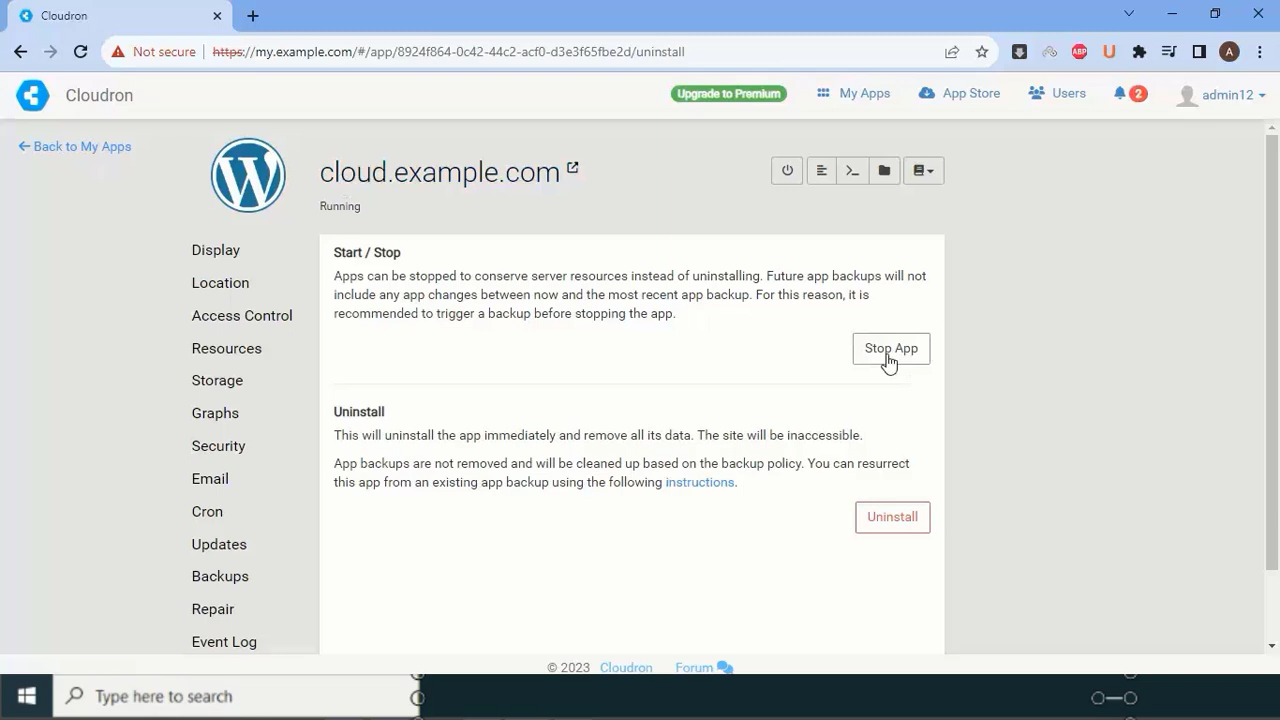 Cloudron
Not secure https://my.example.com/#/app/8924f864-0c42-44c2-acf0-d3e3f65fbe2d/uninstall
ABP
U
A
Cloudron
Upgrade to Premium
My Apps
App Store
Users
2
admin12
Back to My Apps
W
cloud.example.com
Running
Display
Location
Access Control
Resources
Storage
Graphs
Security
Email
Cron
Updates
Backups
Repair
Event Log
Start / Stop
Apps can be stopped to conserve server resources instead of uninstalling. Future app backups will not
include any app changes between now and the most recent app backup. For this reason, it is
recommended to trigger a backup before stopping the app.
Stop App
Uninstall
This will uninstall the app immediately and remove all its data. The site will be inaccessible.
App backups are not removed and will be cleaned up based on the backup policy. You can resurrect
this app from an existing app backup using the following instructions.
Uninstall
© 2023 Cloudron Forum
Type here to search